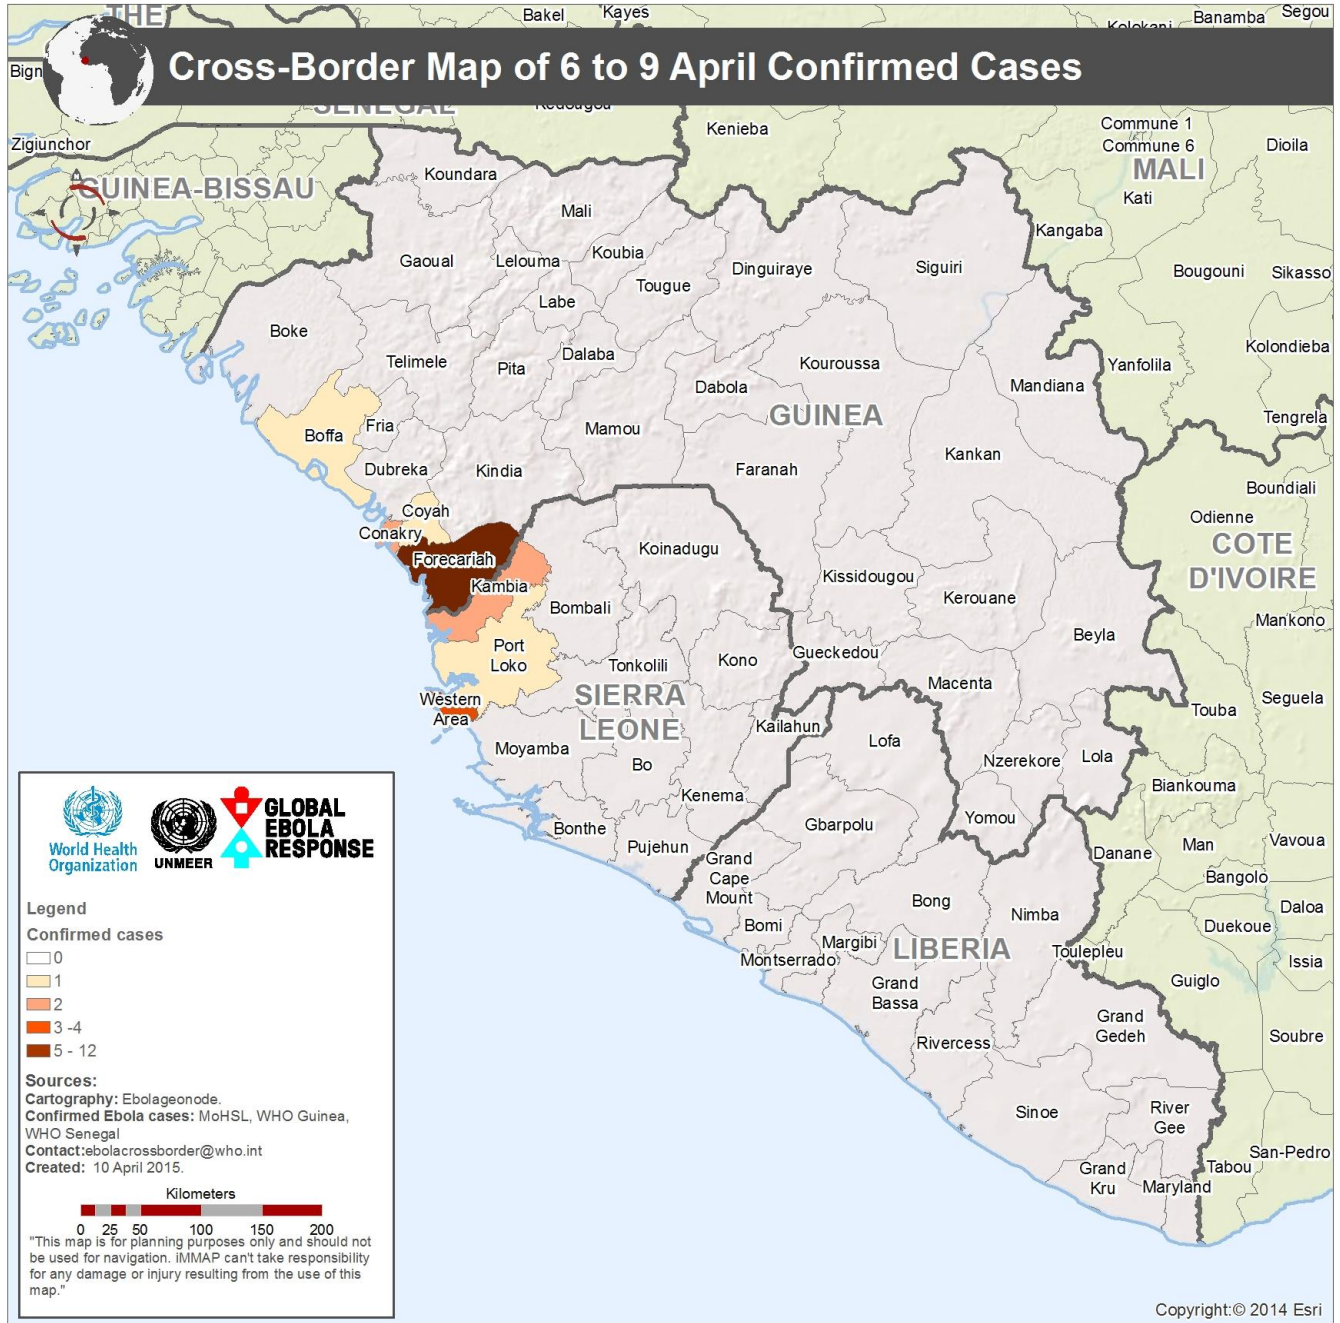 THE
Bakel
Kayes
Kolokani
Banamba
Segou
Bign
Cross-Border Map of 6 to 9 April Confirmed Cases
SENEGAL
Kedougou
Kenieba
Commune 1
Commune 6
Dioila
Zigiunchor
MALI
Koundara
GUINEA-BISSAU
Kati
Mali
Kangaba
Koubia
Gaoual
Lelouma
Dinguiraye
Siguiri
Bougouni
Sikasso
Tougue
Labe
Boke
Kolondieba
Dalaba
Telimele
Pita
Kouroussa
Yanfolila
Dabola
Mandiana
GUINEA
Tengrela
Fria
Boffa
Mamou
Kankan
Dubreka
Kindia
Faranah
Boundiali
Coyah
Odienne
Conakry
COTE
D'IVOIRE
Koinadugu
Forecariah
Kissidougou
Kambia
Kerouane
Bombali
Mankono
Beyla
Port
Loko
Gueckedou
Kono
Tonkolili
Macenta
SIERRA
LEONE
Western
Area
Seguela
Touba
Kailahun
Lofa
Moyamba
Lola
Nzerekore
Bo
Biankouma
Kenema
Yomou
Gbarpolu
Bonthe
Pujehun
Man
Vavoua
Danane
Grand
Cape
Mount
Bangolo
Bong
Nimba
Daloa
Bomi
Duekoue
Margibi
LIBERIA
Toulepleu
Montserrado
Issia
Guiglo
Grand
Bassa
Grand
Gedeh
Rivercess
Soubre
Sinoe
River
Gee
San-Pedro
Tabou
Grand
Kru
Maryland
World Health
Organization
UNMEER
GLOBAL
EBOLA
RESPONSE
Legend
Confirmed cases
0
1
2
3 -4
5 - 12
Sources:
Cartography: Ebolageonode.
Confirmed Ebola cases: MoHSL, WHO Guinea,
WHO Senegal
Contact:ebolacrossborder@who.int
Created: 10 April 2015.
Kilometers
0 25 50 100 150 200
"This map is for planning purposes only and should not
be used for navigation. iMMAP can't take responsibility
for any damage or injury resulting from the use of this
map."
Copyright:© 2014 Esri